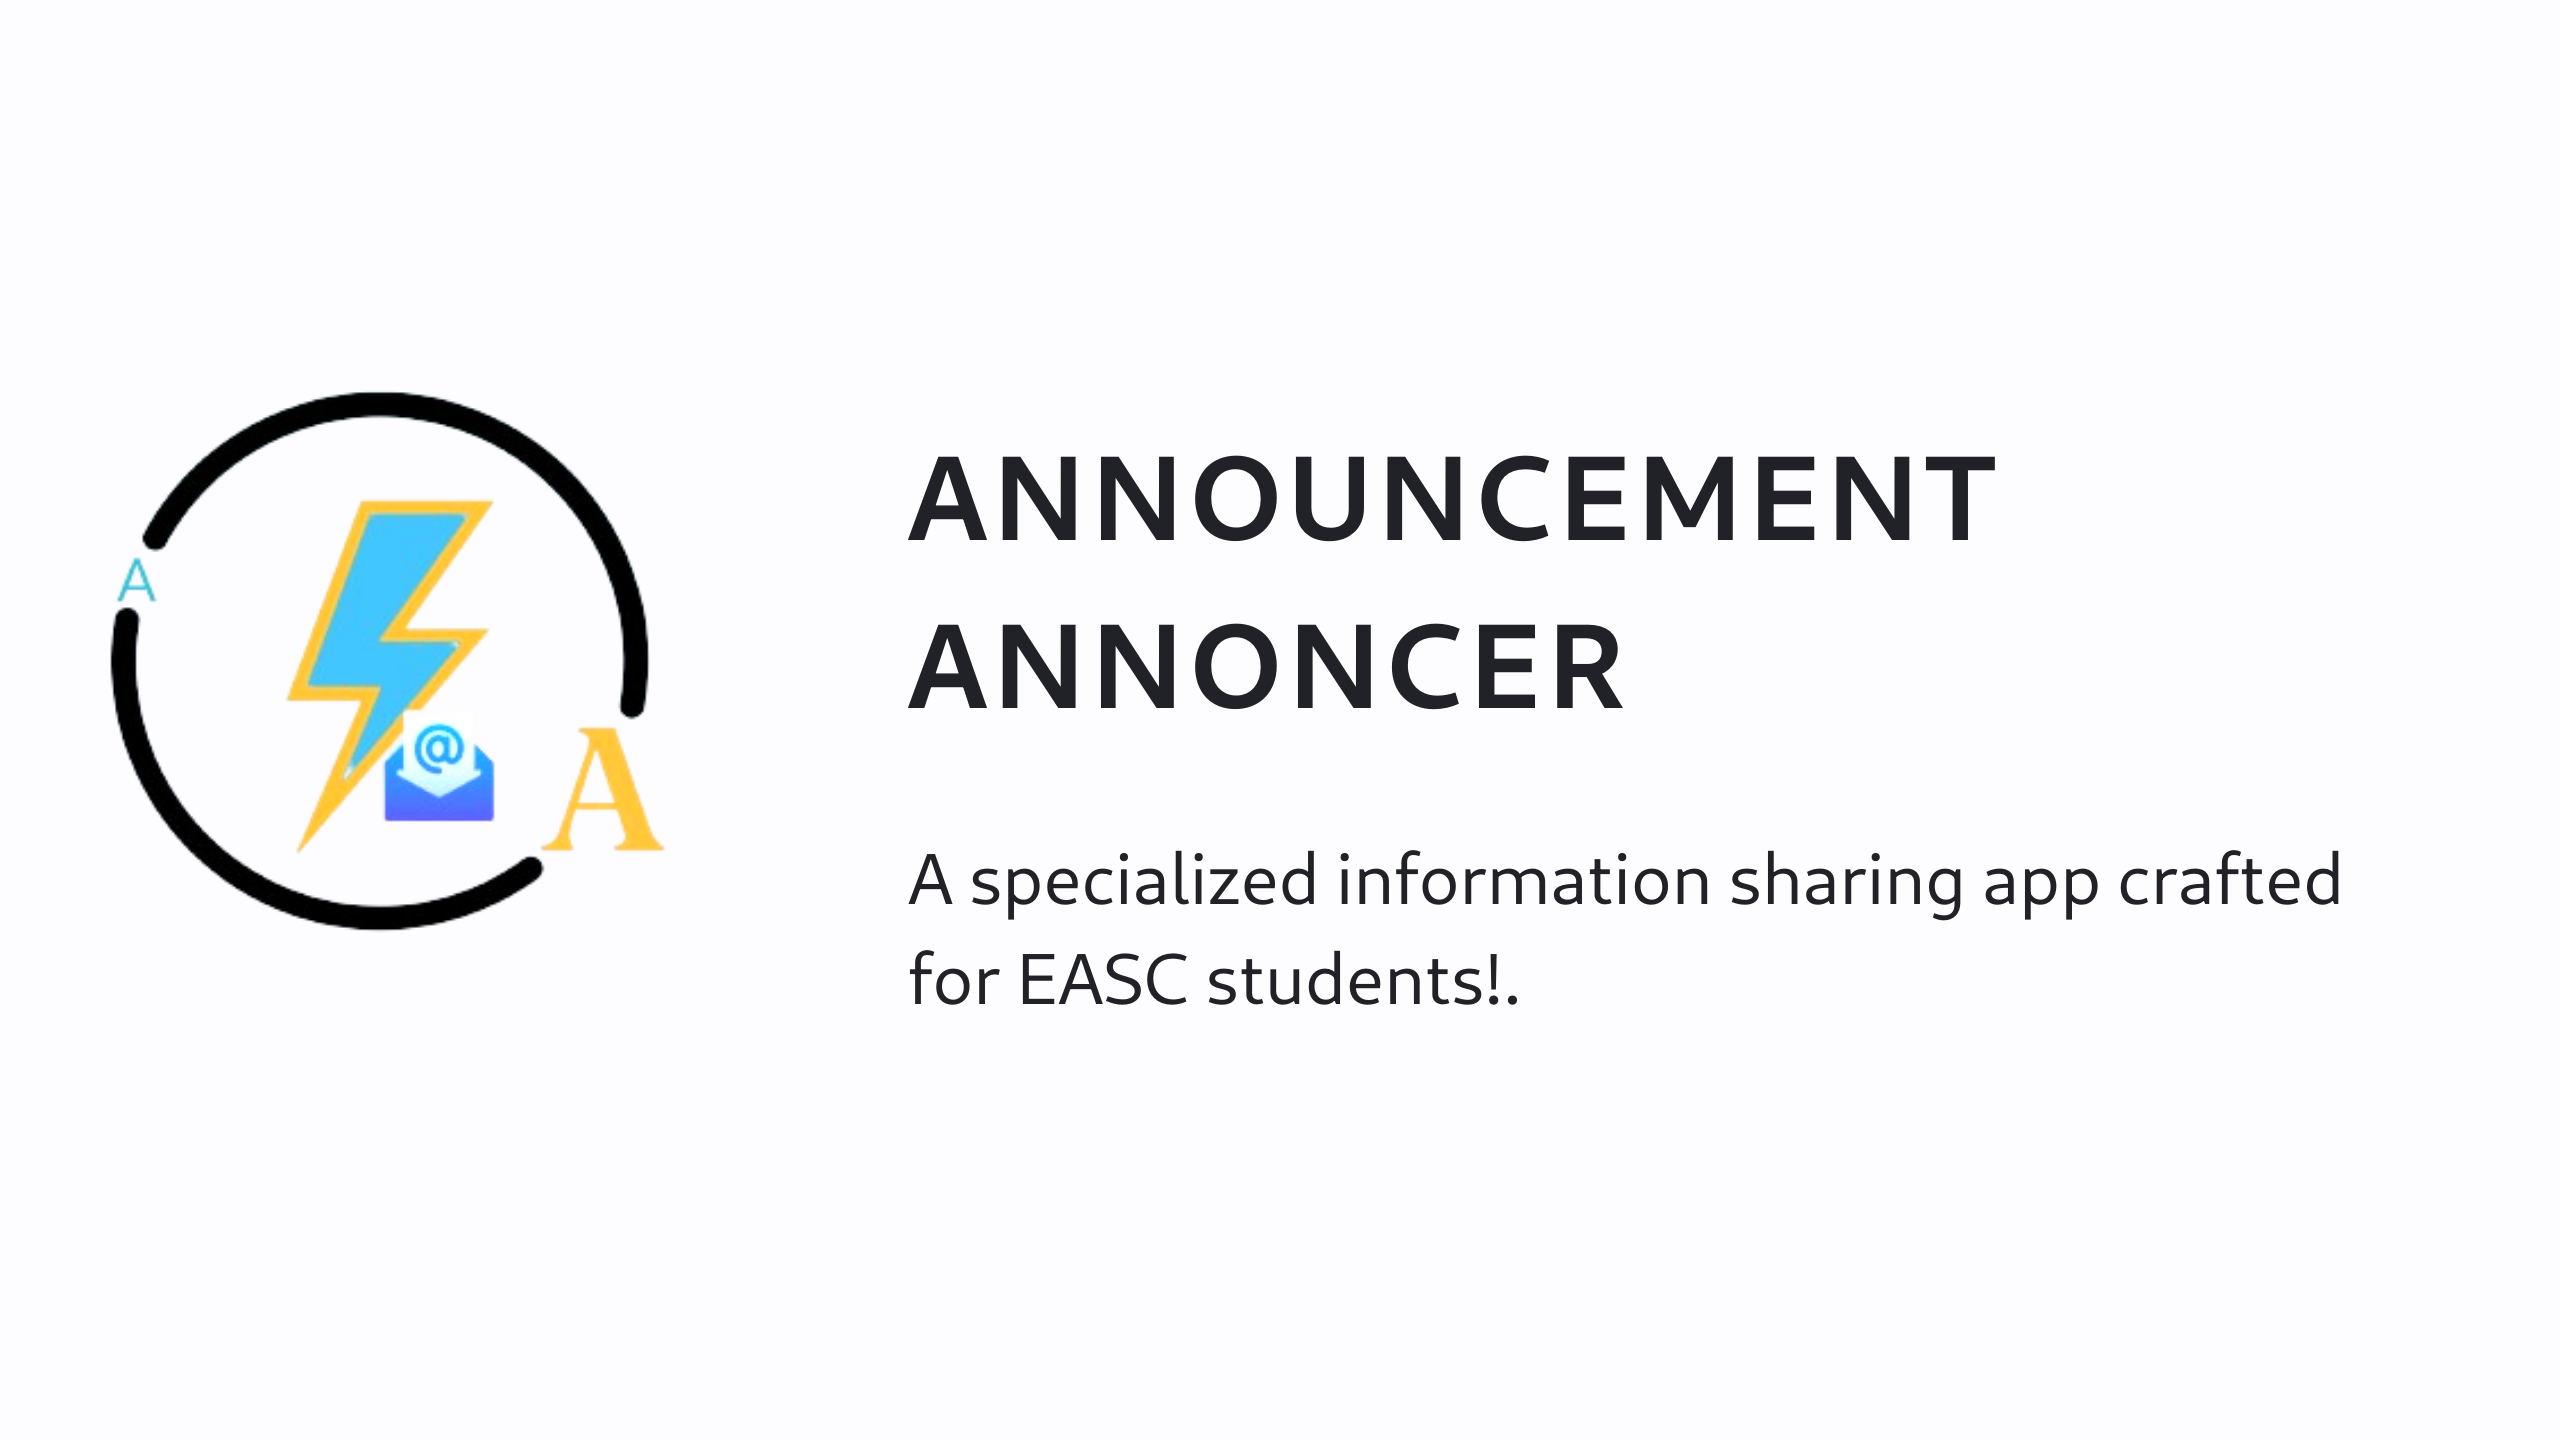 A
@
A
ANNOUNCEMENT
ANNONCER
A specialized information sharing app crafted
for EASC students!.